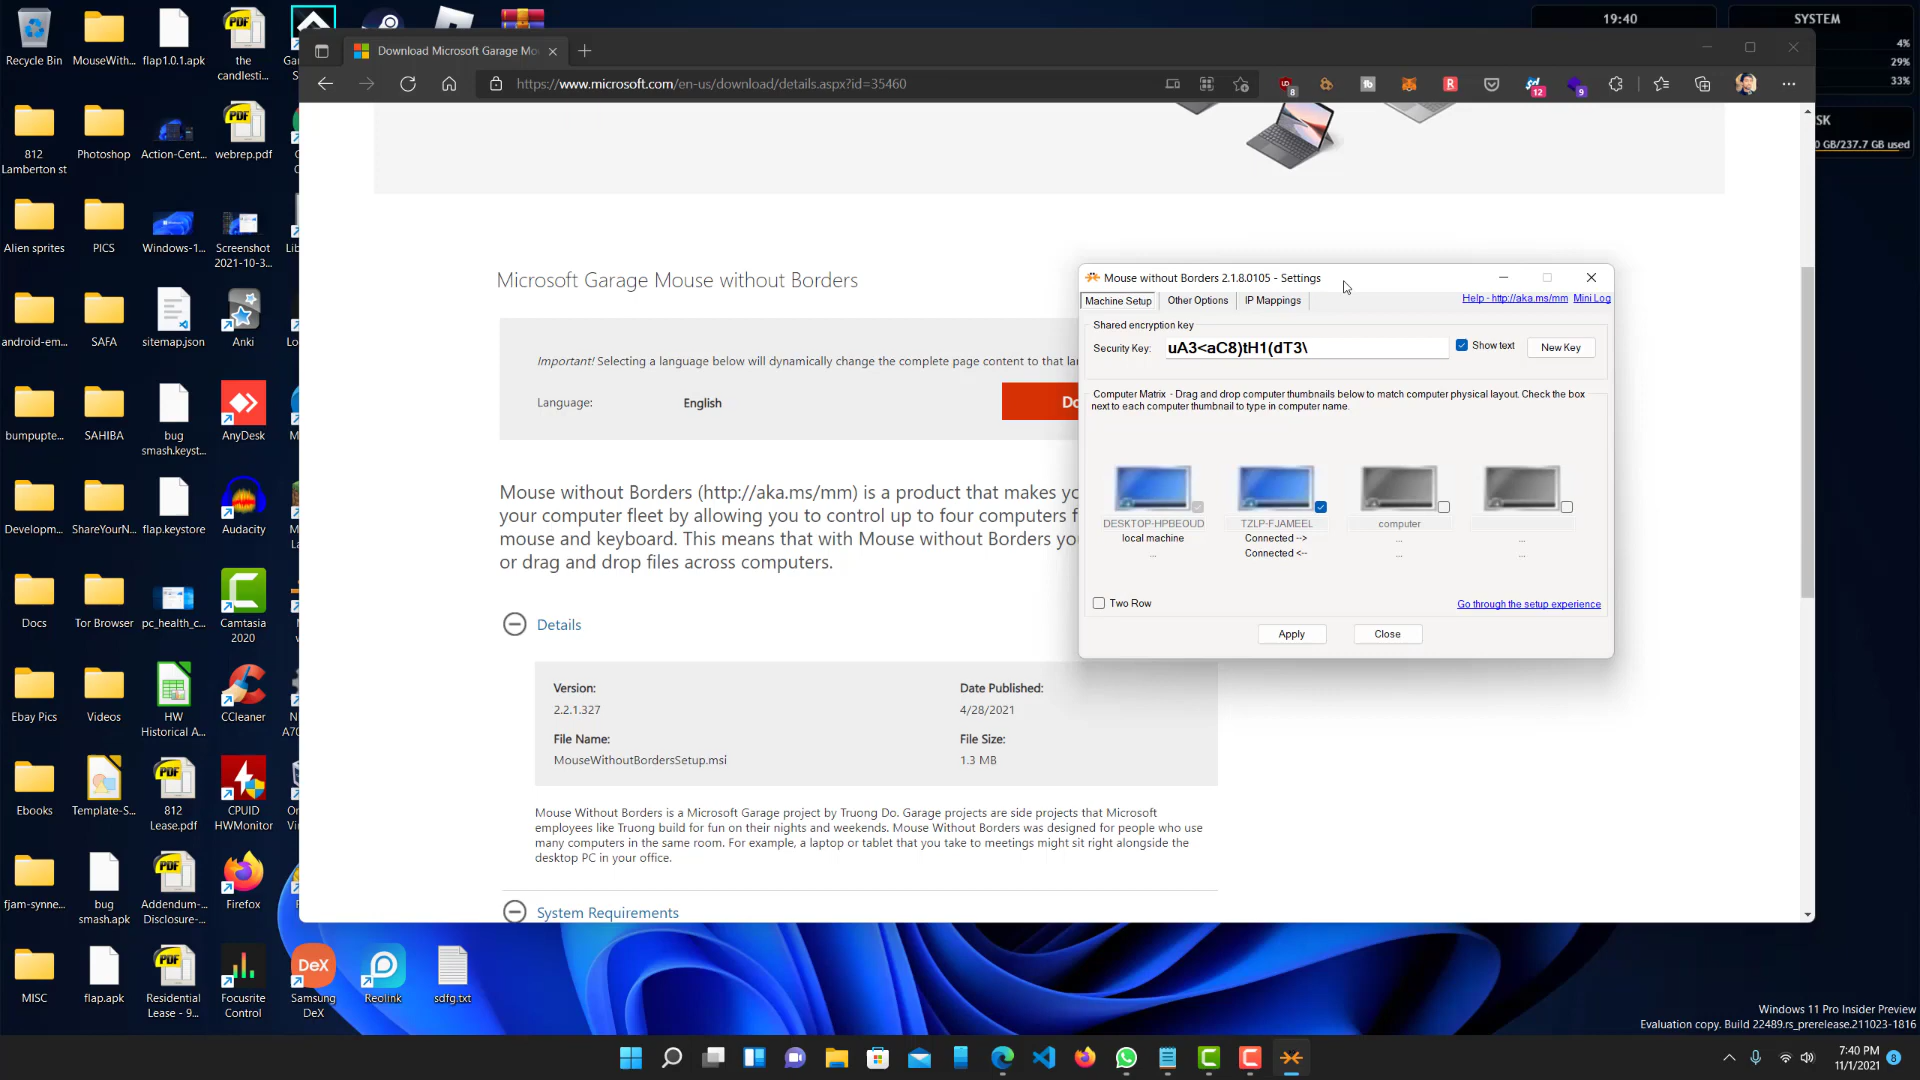 Recycle Bin
MouseWith...
flap1.0.1.apk
the
candlesti...
812
Lamberton st
Photoshop
Action-Cent...
webrep.pdf
Alien sprites
PICS
Windows-1...
Screenshot
2021-10-3...
android-em...
SAFA
sitemap.json
Anki
bumpupte...
SAHIBA
bug
smash.keyst...
AnyDesk
Developm...
ShareYourN...
flap.keystore
Audacity
Docs
Tor Browser
pc_health_c...
Camtasia
2020
Ebay Pics
Videos
HW
Historical A...
CCleaner
Ebooks
Template-S...
812
Lease.pdf
CPUID
HWMonitor
fjam-synne...
bug
smash.apk
Addendum-...
Disclosure-...
Firefox
MISC
flap.apk
Residential
Lease - 9...
Focusrite
Control
Samsung
DeX
Reolink
sdfg.txt
19:40
SYSTEM
4%
29%
33%
SK
0 GB/237.7 GB used
Download Microsoft Garage Mo
https://www.microsoft.com/en-us/download/details.aspx?id=35460
8
12
9
Microsoft Garage Mouse without Borders
Important! Selecting a language below will dynamically change the complete page content to that la
Language:
English
Do
Mouse without Borders (http://aka.ms/mm) is a product that makes yo
your computer fleet by allowing you to control up to four computers f
mouse and keyboard. This means that with Mouse without Borders yo
or drag and drop files across computers.
Details
Version:
2.2.1.327
Date Published:
4/28/2021
File Name:
MouseWithoutBordersSetup.msi
File Size:
1.3 MB
Mouse Without Borders is a Microsoft Garage project by Truong Do. Garage projects are side projects that Microsoft
employees like Truong build for fun on their nights and weekends. Mouse Without Borders was designed for people who use
many computers in the same room. For example, a laptop or tablet that you take to meetings might sit right alongside the
desktop PC in your office.
System Requirements
Mouse without Borders 2.1.8.0105 - Settings
Machine Setup
Other Options
IP Mappings
Help - http://aka.ms/mm
Mini Log
Shared encryption key
Security Key:
uA3<aC8)tH1(dT3\
Show text
New Key
Computer Matrix - Drag and drop computer thumbnails below to match computer physical layout. Check the box
next to each computer thumbnail to type in computer name.
DESKTOP-HPBEOUD
local machine
...
TZLP-FJAMEEL
Connected -->
Connected <--
computer
...
...
...
...
Two Row
Go through the setup experience
Apply
Close
Windows 11 Pro Insider Preview
Evaluation copy. Build 22489.rs_prerelease.211023-1816
7:40 PM
11/1/2021
8